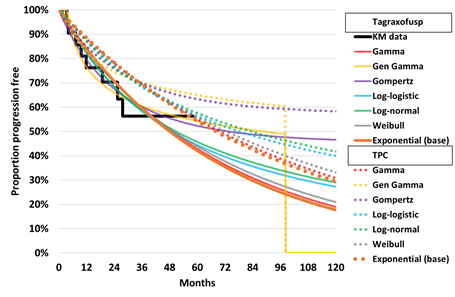 100%
90%
80%
70%
60%
50%
40%
30%
20%
10%
0%
Proportion progression free
0 12 24 36 48 60 72 84 96 108 120
Months
Tagraxofusp
KM data
Gamma
Gen Gamma
Gompertz
Log-logistic
Log-normal
Weibull
Exponential (base)
TPC
Gamma
Gen Gamma
Gompertz
Log-logistic
Log-normal
Weibull
Exponential (base)